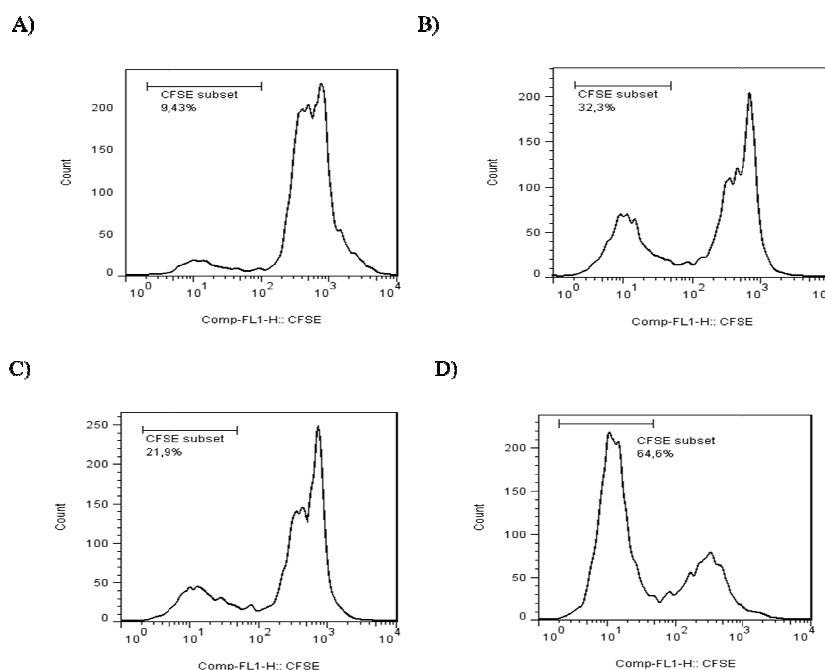 A)
CFSE subset
9,43%
200
150
100
50
0
Count
10^0 10^1 10^2 10^3 10^4
Comp-FL1-H:: CFSE
B)
CFSE subset
32,3%
200
150
100
50
0
Count
10^0 10^1 10^2 10^3
Comp-FL1-H:: CFSE
C)
CFSE subset
21,9%
250
200
150
100
50
0
Count
10^0 10^1 10^2 10^3 10^4
Comp-FL1-H:: CFSE
D)
CFSE subset
64,6%
200
150
100
50
0
Count
10^0 10^1 10^2 10^3 10^4
Comp-FL1-H:: CFSE